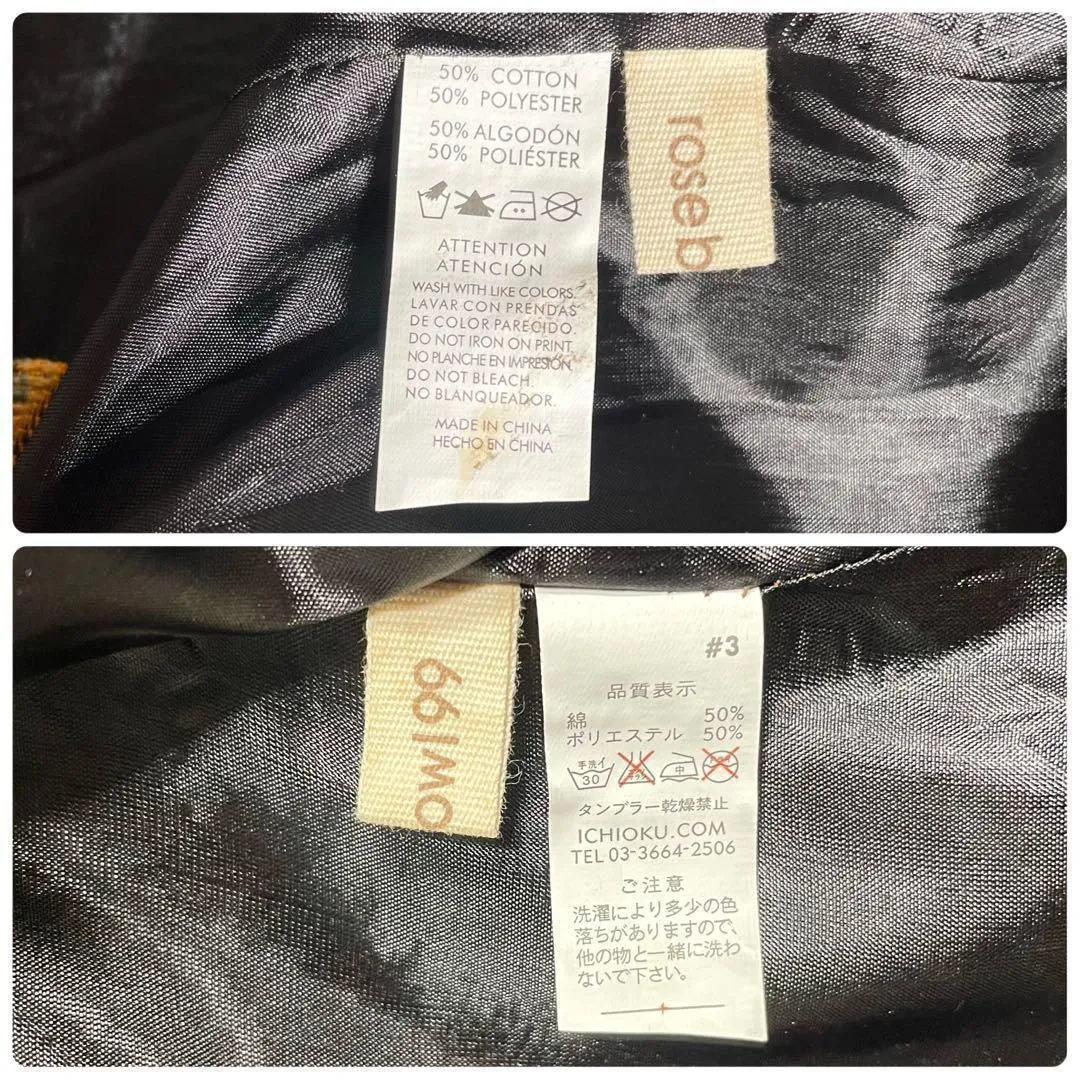 50% COTTON
50% POLYESTER
50% ALGODÓN
50% POLIÉSTER
ATTENTION
ATENCIÓN
WASH WITH LIKE COLORS.
LAVAR CON PRENDAS
DE COLOR PARECIDO.
DO NOT IRON ON PRINT.
NO PLANCHE EN IMPRESIÓN.
DO NOT BLEACH.
NO BLANQUEADOR.
MADE IN CHINA
HECHO EN CHINA
roseb
owl99
#3
品質表示
綿 50%
ポリエステル 50%
手洗イ
30
中
タンブラー乾燥禁止
ICHIOKU.COM
TEL 03-3664-2506
ご注意
洗濯により多少の色
落ちがありますので、
他の物と一緒に洗わ
ないで下さい。